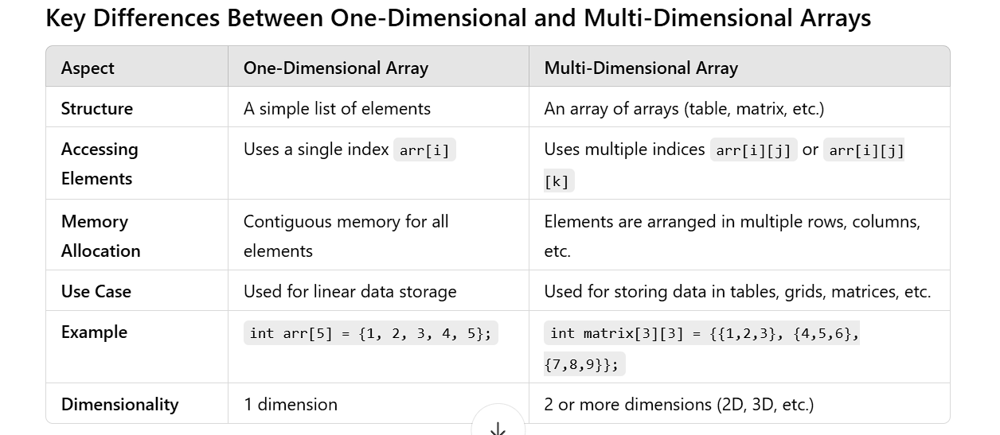 Key Differences Between One-Dimensional and Multi-Dimensional Arrays
Aspect One-Dimensional Array Multi-Dimensional Array
Structure A simple list of elements An array of arrays (table, matrix, etc.)
Accessing Uses a single index arr[i] Uses multiple indices arr[i][j] or arr[i][j]
Elements [k]
Memory Contiguous memory for all Elements are arranged in multiple rows, columns,
Allocation elements etc.
Use Case Used for linear data storage Used for storing data in tables, grids, matrices, etc.
Example int arr[5] = {1, 2, 3, 4, 5}; int matrix[3][3] = {{1,2,3}, {4,5,6},
{7,8,9}};
Dimensionality 1 dimension 2 or more dimensions (2D, 3D, etc.)